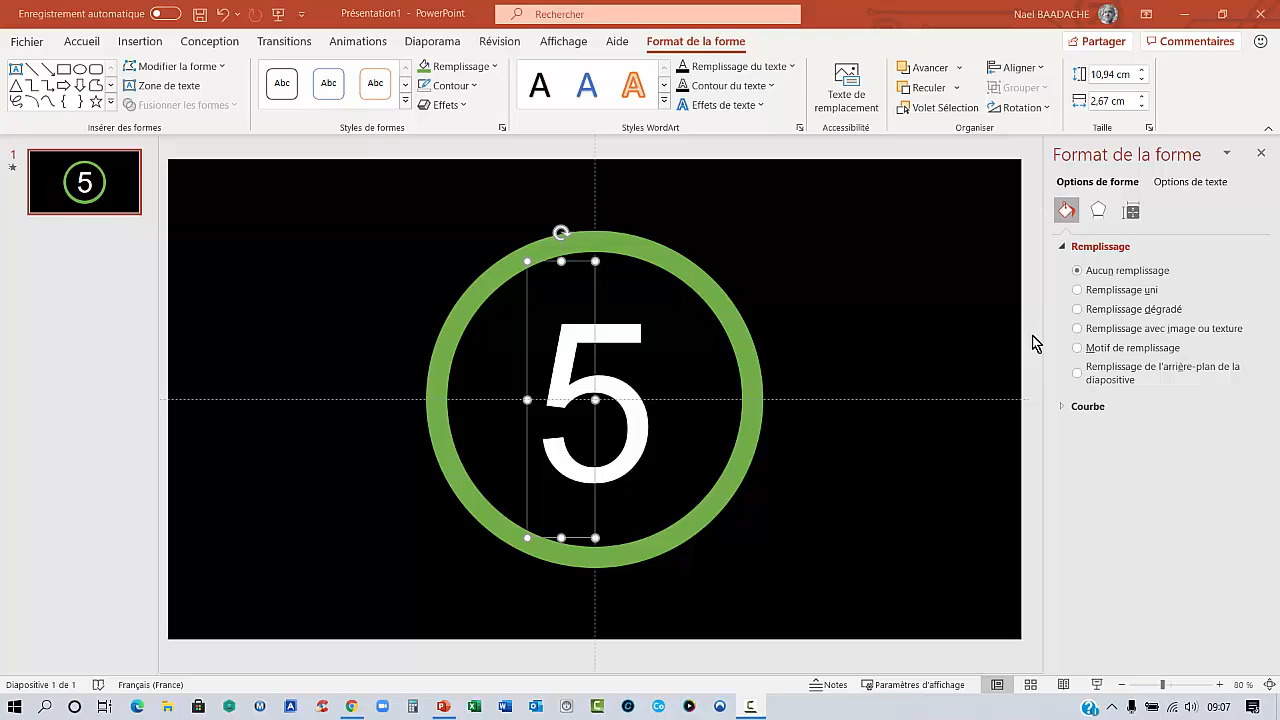 Enregistrement automatique
Présentation1 - PowerPoint
Rechercher
Nael BAADACHE
Fichier Accueil Insertion Conception Transitions Animations Diaporama Révision Affichage Aide Format de la forme
Partager
Commentaires
Modifier la forme
Zone de texte
Fusionner les formes
Insérer des formes
Abc Abc Abc
Remplissage
Contour
Effets
Styles de formes
A A A
Remplissage du texte
Contour du texte
Effets de texte
Styles WordArt
Texte de
remplacement
Accessibilité
Avancer
Reculer
Volet Sélection
Aligner
Grouper
Rotation
Organiser
10,94 cm
2,67 cm
Taille
1
5
5
Format de la forme
Options de forme Options de texte
Remplissage
Aucun remplissage
Remplissage uni
Remplissage dégradé
Remplissage avec image ou texture
Motif de remplissage
Remplissage de l'arrière-plan de la
diapositive
Courbe
Diapositive 1 de 1
Français (France)
Notes
Paramètres d'affichage
80 %
09:07